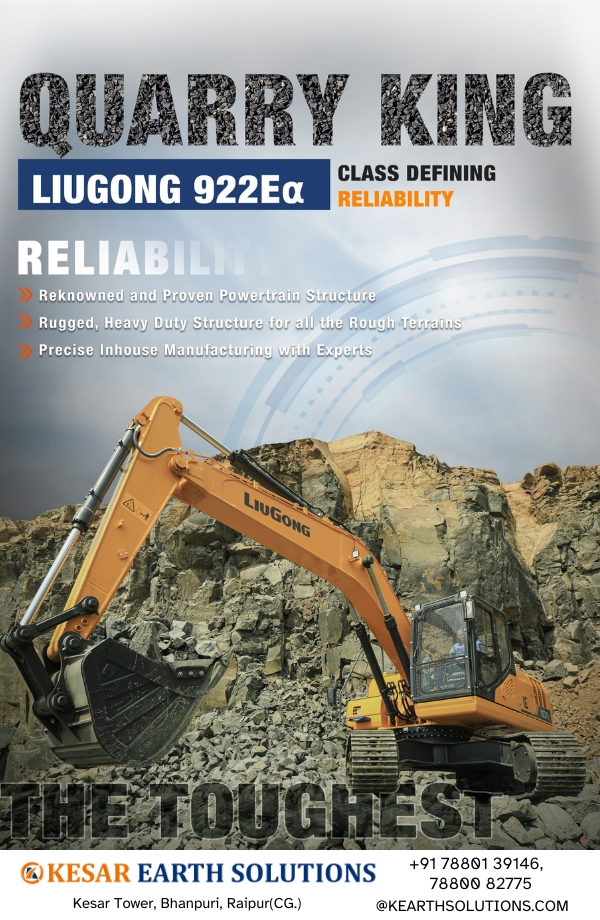 QUARRY KING
LIUGONG 922Eα
CLASS DEFINING
RELIABILITY
RELIABILITY
Reknowned and Proven Powertrain Structure
Rugged, Heavy Duty Structure for all the Rough Terrains
Precise Inhouse Manufacturing with Experts
LIUGONG
THE TOUGHEST
KESAR EARTH SOLUTIONS
Kesar Tower, Bhanpuri, Raipur(CG.)
+91 78801 39146,
78800 82775
@KEARTHSOLUTIONS.COM